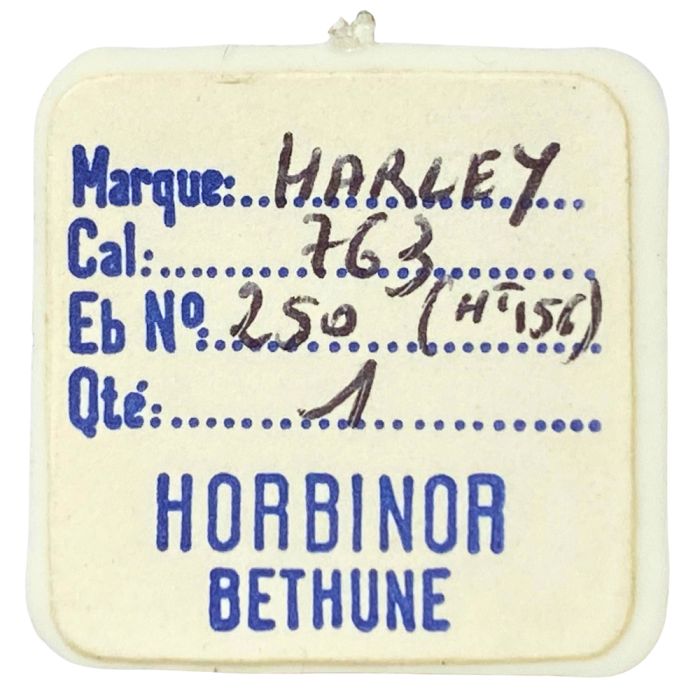 Marque: HARLEY
Cal: 763
Eb Nº: 250 (HT 156)
Qté: 1
HORBINOR
BETHUNE